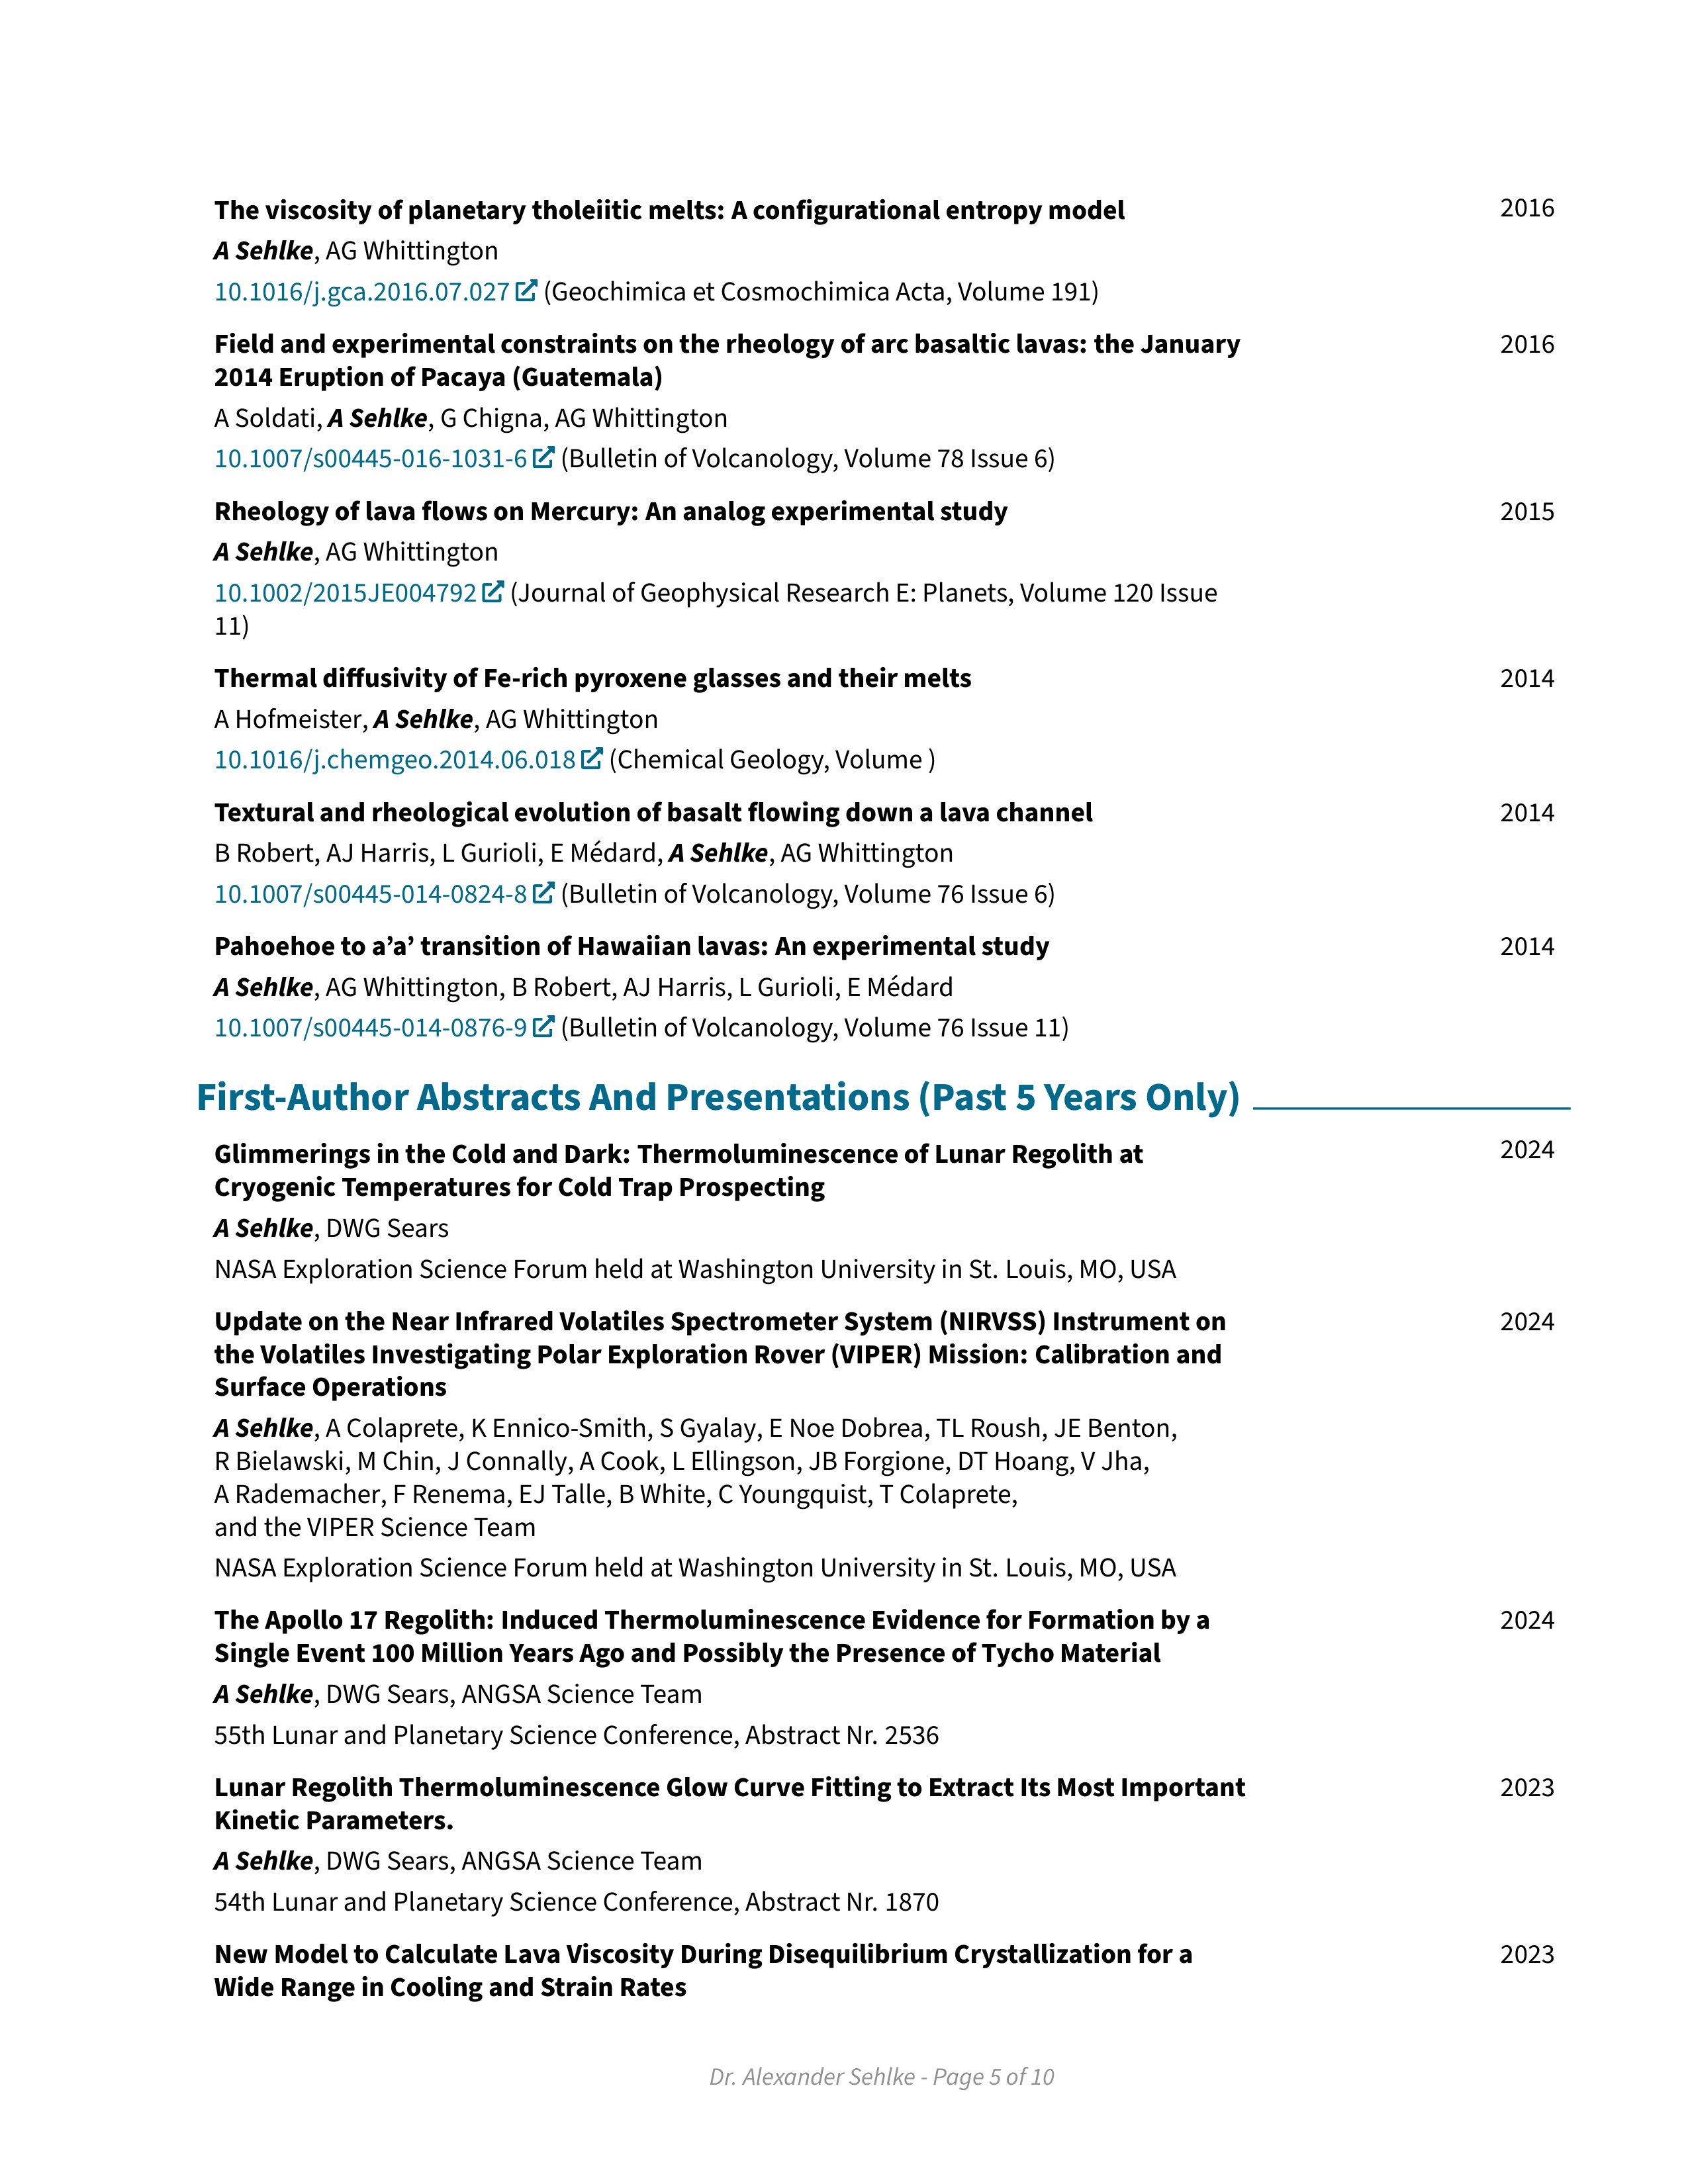 The viscosity of planetary tholeiitic melts: A configurational entropy model 2016
A Sehlke, AG Whittington
10.1016/j.gca.2016.07.027 (Geochimica et Cosmochimica Acta, Volume 191)
Field and experimental constraints on the rheology of arc basaltic lavas: the January 2016
2014 Eruption of Pacaya (Guatemala)
A Soldati, A Sehlke, G Chigna, AG Whittington
10.1007/s00445-016-1031-6 (Bulletin of Volcanology, Volume 78 Issue 6)
Rheology of lava flows on Mercury: An analog experimental study 2015
A Sehlke, AG Whittington
10.1002/2015JE004792 (Journal of Geophysical Research E: Planets, Volume 120 Issue
11)
Thermal diffusivity of Fe-rich pyroxene glasses and their melts 2014
A Hofmeister, A Sehlke, AG Whittington
10.1016/j.chemgeo.2014.06.018 (Chemical Geology, Volume )
Textural and rheological evolution of basalt flowing down a lava channel 2014
B Robert, AJ Harris, L Gurioli, E Médard, A Sehlke, AG Whittington
10.1007/s00445-014-0824-8 (Bulletin of Volcanology, Volume 76 Issue 6)
Pahoehoe to a’a’ transition of Hawaiian lavas: An experimental study 2014
A Sehlke, AG Whittington, B Robert, AJ Harris, L Gurioli, E Médard
10.1007/s00445-014-0876-9 (Bulletin of Volcanology, Volume 76 Issue 11)
First-Author Abstracts And Presentations (Past 5 Years Only)
Glimmerings in the Cold and Dark: Thermoluminescence of Lunar Regolith at 2024
Cryogenic Temperatures for Cold Trap Prospecting
A Sehlke, DWG Sears
NASA Exploration Science Forum held at Washington University in St. Louis, MO, USA
Update on the Near Infrared Volatiles Spectrometer System (NIRVSS) Instrument on 2024
the Volatiles Investigating Polar Exploration Rover (VIPER) Mission: Calibration and
Surface Operations
A Sehlke, A Colaprete, K Ennico-Smith, S Gyalay, E Noe Dobrea, TL Roush, JE Benton,
R Bielawski, M Chin, J Connally, A Cook, L Ellingson, JB Forgione, DT Hoang, V Jha,
A Rademacher, F Renema, EJ Talle, B White, C Youngquist, T Colaprete,
and the VIPER Science Team
NASA Exploration Science Forum held at Washington University in St. Louis, MO, USA
The Apollo 17 Regolith: Induced Thermoluminescence Evidence for Formation by a 2024
Single Event 100 Million Years Ago and Possibly the Presence of Tycho Material
A Sehlke, DWG Sears, ANGSA Science Team
55th Lunar and Planetary Science Conference, Abstract Nr. 2536
Lunar Regolith Thermoluminescence Glow Curve Fitting to Extract Its Most Important 2023
Kinetic Parameters.
A Sehlke, DWG Sears, ANGSA Science Team
54th Lunar and Planetary Science Conference, Abstract Nr. 1870
New Model to Calculate Lava Viscosity During Disequilibrium Crystallization for a 2023
Wide Range in Cooling and Strain Rates
Dr. Alexander Sehlke - Page 5 of 10